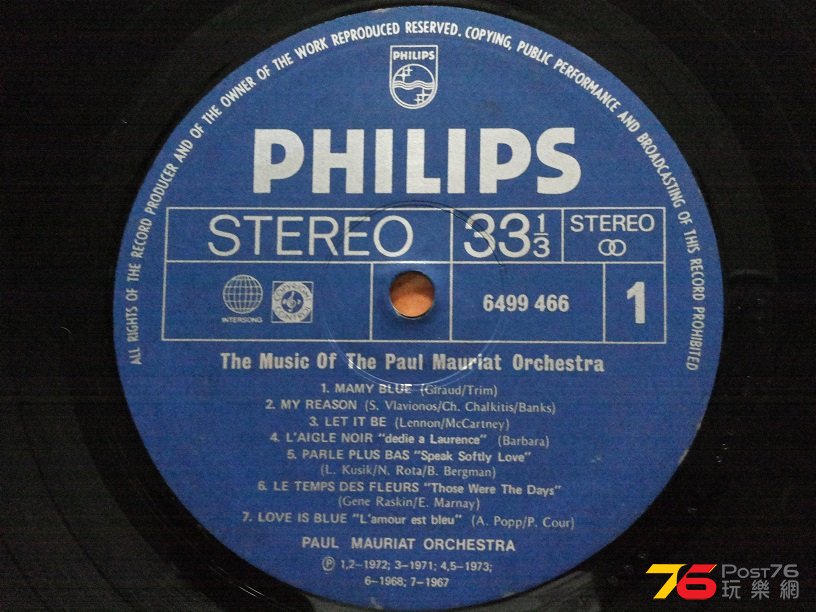 ALL RIGHTS OF THE RECORD PRODUCER AND OF THE OWNER OF THE WORK REPRODUCED RESERVED. COPYING, PUBLIC PERFORMANCE AND BROADCASTING OF THIS RECORD PROHIBITED
PHILIPS
PHILIPS
STEREO 33 1/3 STEREO
INTERSONG 6499 466 1
The Music Of The Paul Mauriat Orchestra
1. MAMY BLUE (Giraud/Trim)
2. MY REASON (S. Vlavionos/Ch. Chalkitis/Banks)
3. LET IT BE (Lennon/McCartney)
4. L'AIGLE NOIR "dedie a Laurence" (Barbara)
5. PARLE PLUS BAS "Speak Softly Love"
(L. Kusik/N. Rota/B. Bergman)
6. LE TEMPS DES FLEURS "Those Were The Days"
(Gene Raskin/E. Marnay)
7. LOVE IS BLUE "L'amour est bleu" (A. Popp/P. Cour)
PAUL MAURIAT ORCHESTRA
Ⓟ 1,2–1972; 3–1971; 4,5–1973;
6–1968; 7–1967
76 Post76
玩樂網